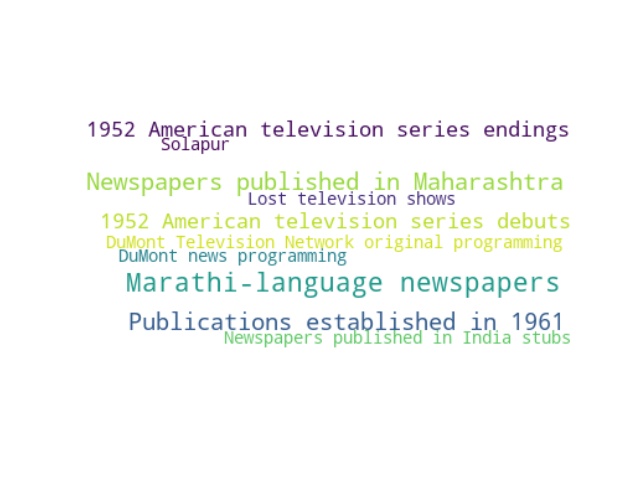 1952 American television series endings
Solapur
Newspapers published in Maharashtra
Lost television shows
1952 American television series debuts
DuMont Television Network original programming
DuMont news programming
Marathi-language newspapers
Publications established in 1961
Newspapers published in India stubs